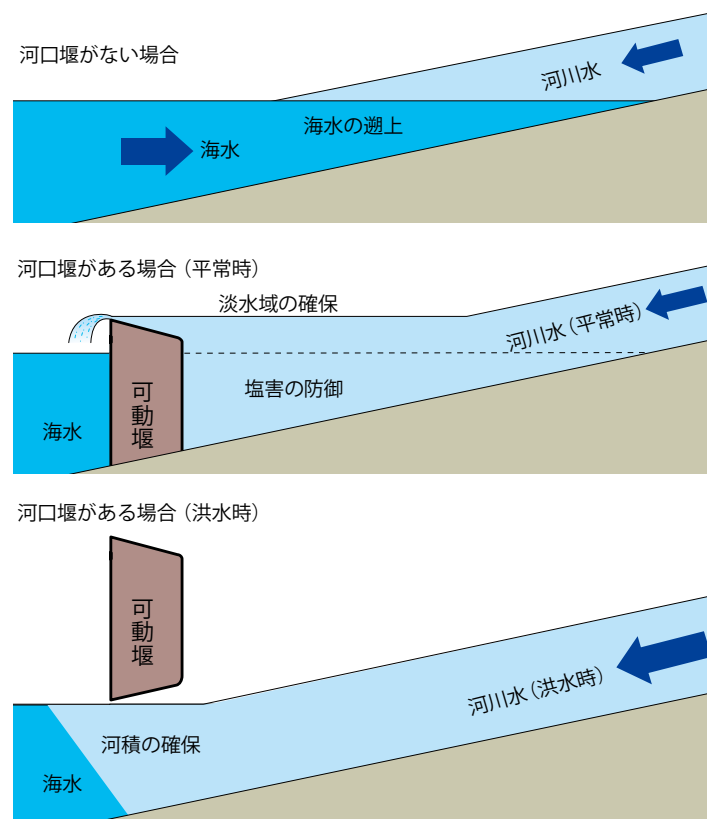 河口堰がない場合
河川水
海水の遡上
海水
河口堰がある場合（平常時）
淡水域の確保
河川水（平常時）
塩害の防御
可動堰
海水
河口堰がある場合（洪水時）
可動堰
河川水（洪水時）
河積の確保
海水